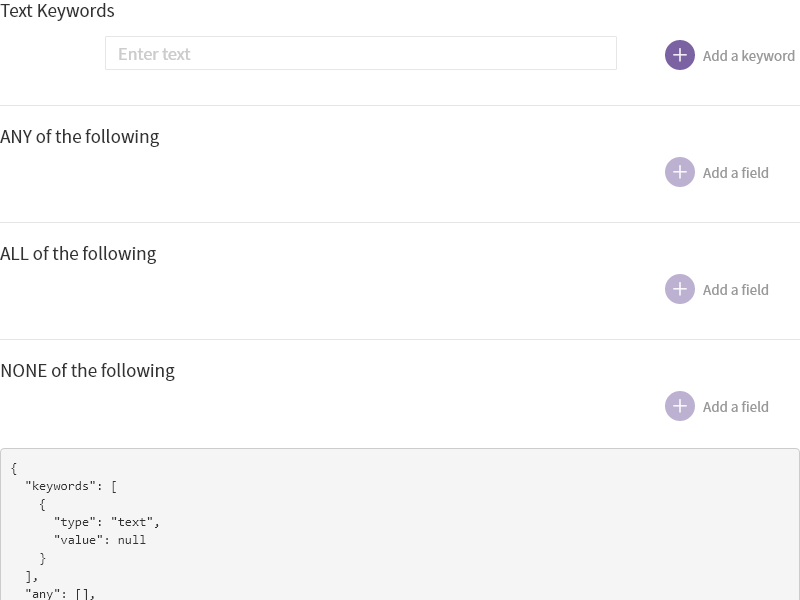 Text Keywords
Enter text
Add a keyword
ANY of the following
Add a field
ALL of the following
Add a field
NONE of the following
Add a field
{
  "keywords": [
    {
      "type": "text",
      "value": null
    }
  ],
  "any": [],